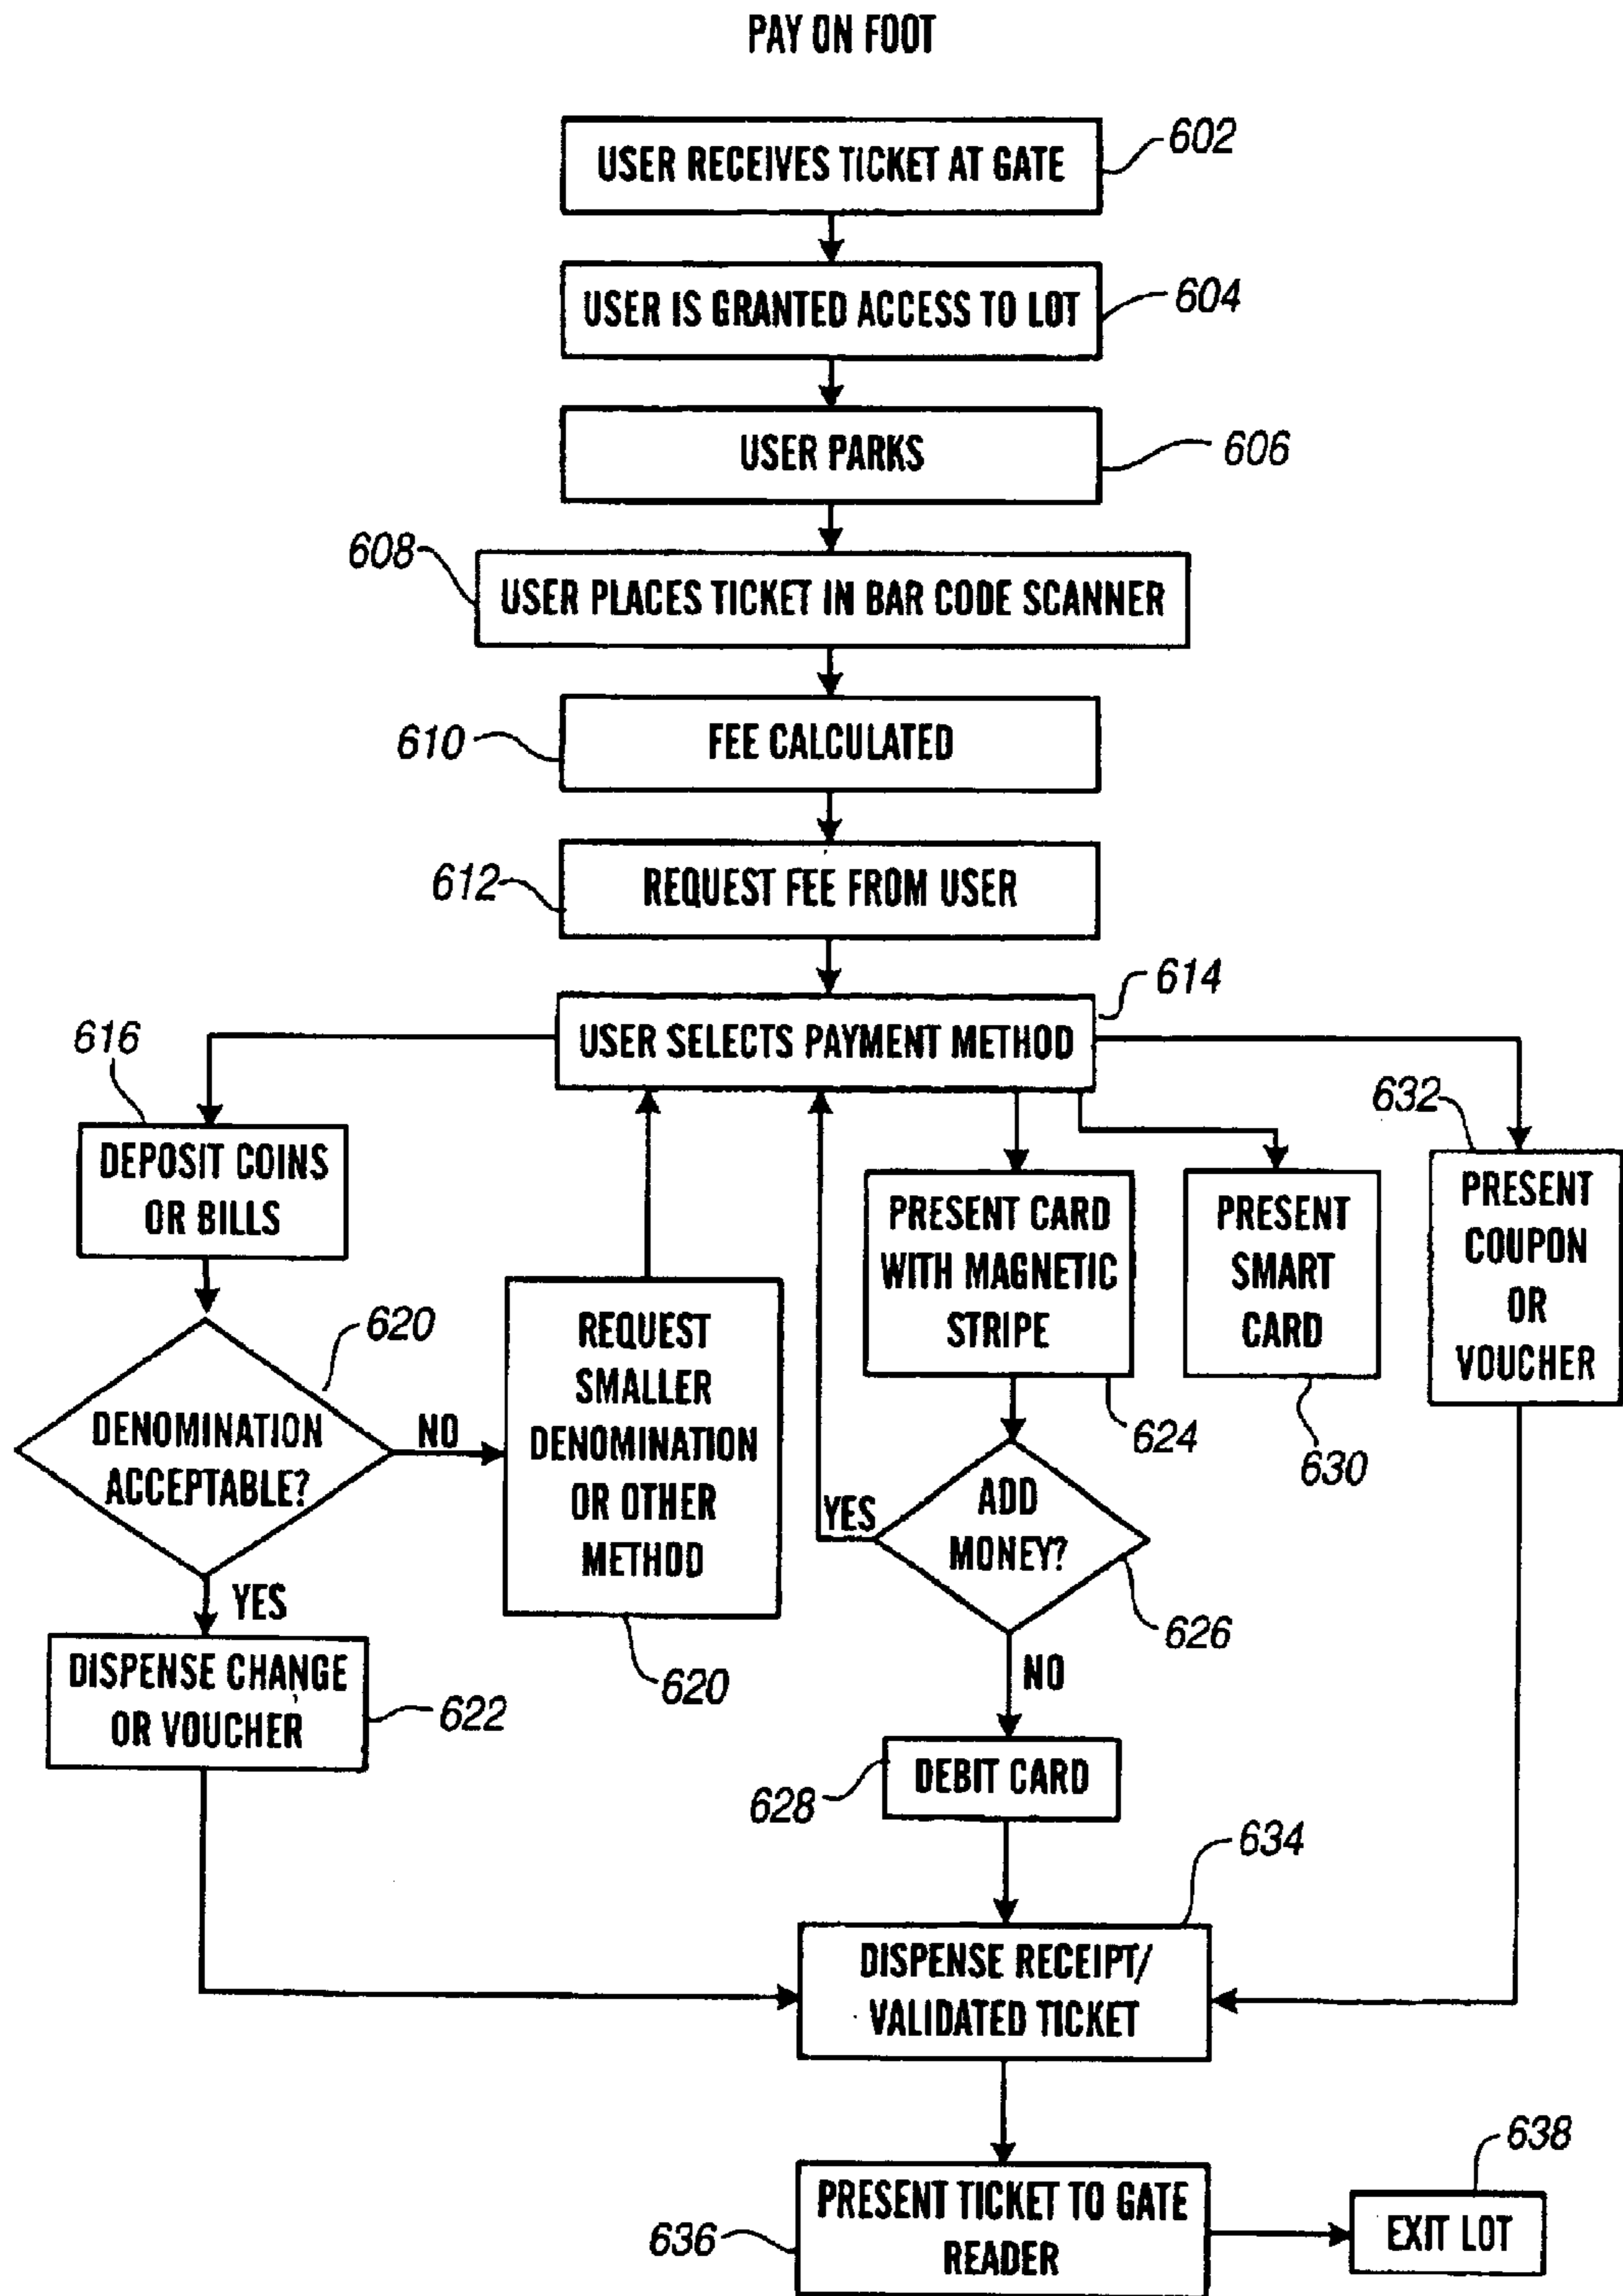 PAY ON FOOT
USER RECEIVES TICKET AT GATE
602
USER IS GRANTED ACCESS TO LOT
604
USER PARKS
606
608
USER PLACES TICKET IN BAR CODE SCANNER
610
FEE CALCULATED
612
REQUEST FEE FROM USER
614
USER SELECTS PAYMENT METHOD
616
DEPOSIT COINS
OR BILLS
620
DENOMINATION
ACCEPTABLE?
NO
YES
REQUEST
SMALLER
DENOMINATION
OR OTHER
METHOD
620
DISPENSE CHANGE
OR VOUCHER
622
PRESENT CARD
WITH MAGNETIC
STRIPE
624
PRESENT
SMART
CARD
630
632
PRESENT
COUPON
OR
VOUCHER
YES
ADD
MONEY?
626
NO
628
DEBIT CARD
634
DISPENSE RECEIPT/
VALIDATED TICKET
636
PRESENT TICKET TO GATE
READER
638
EXIT LOT